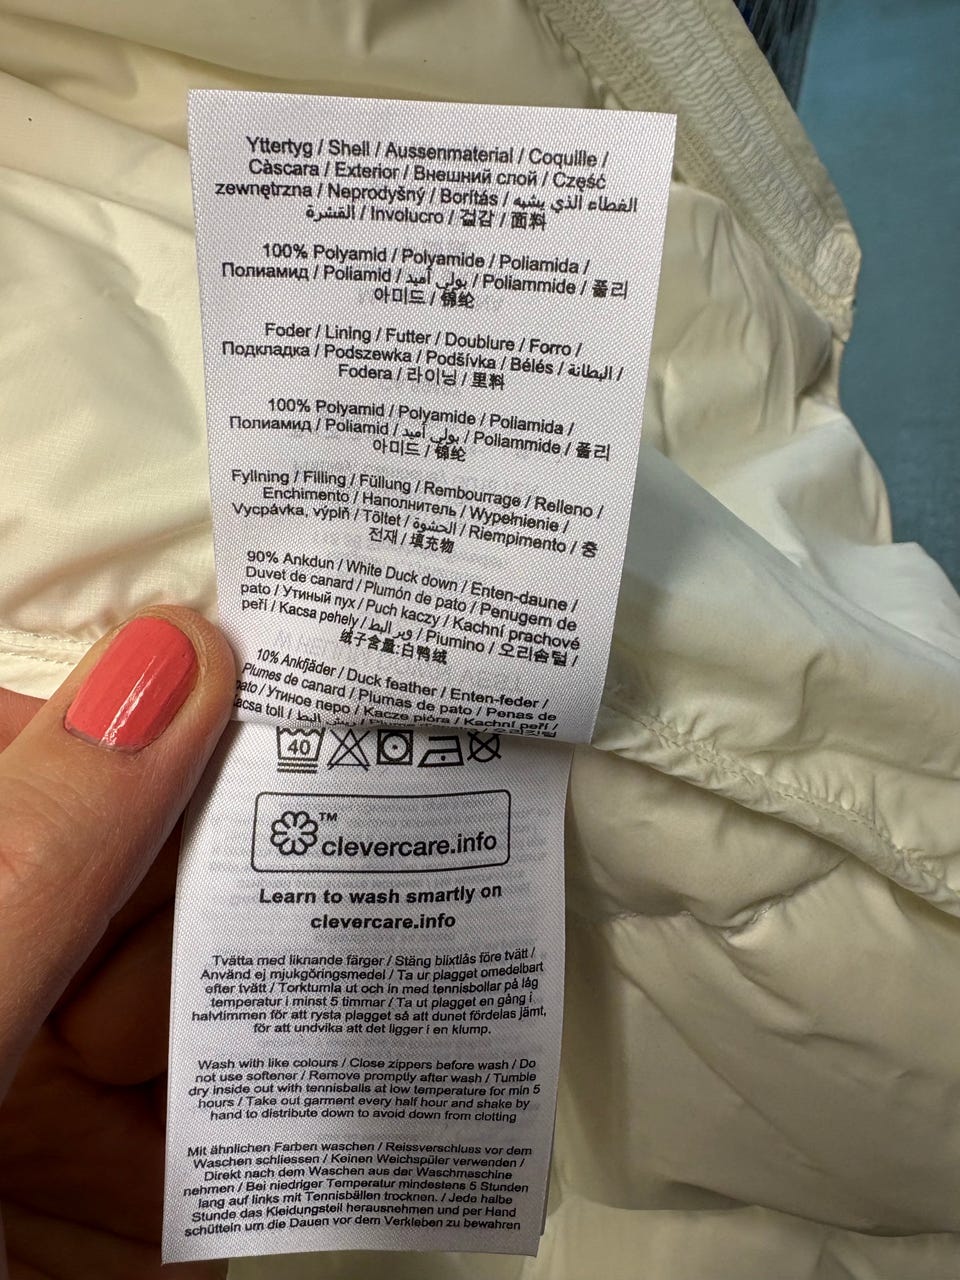 Yttertyg / Shell / Aussenmaterial / Coquille /
Càscara / Exterior / Внешний слой / Część
zewnętrzna / Neprodyšný / Borítás / الغطاء الذي يشبه
القشرة / Involucro / 겉감 / 面料
100% Polyamid / Polyamide / Poliamida /
Полиамид / Poliamid / بولي أميد / Poliammide / 폴리
아미드 / 锦纶
Foder / Lining / Futter / Doublure / Forro /
Подкладка / Podszewka / Podšívka / Bélés / البطانة /
Fodera / 라이닝 / 里料
100% Polyamid / Polyamide / Poliamida /
Полиамид / Poliamid / بولي أميد / Poliammide / 폴리
아미드 / 锦纶
Fyllning / Filling / Füllung / Rembourrage / Relleno /
Enchimento / Наполнитель / Wypełnienie /
Vycpávka, výplň / Töltet / الحشوة / Riempimento / 충
전재 / 填充物
90% Ankdun / White Duck down / Enten-daune /
Duvet de canard / Plumón de pato / Penugem de
pato / Утиный пух / Puch kaczy / Kachní prachové
peří / Kacsa pehely / وبر البط / Piumino / 오리솜털 /
绒子含量:白鸭绒
10% Ankfjäder / Duck feather / Enten-feder /
Plumes de canard / Plumas de pato / Penas de
pato / Утиное перо / Kacze pióra / Kachní peří /
Kacsa toll / ريش البط /
40
™
clevercare.info
Learn to wash smartly on
clevercare.info
Tvätta med liknande färger / Stäng blixtlås före tvätt /
Använd ej mjukgöringsmedel / Ta ur plagget omedelbart
efter tvätt / Torktumla ut och in med tennisbollar på låg
temperatur i minst 5 timmar / Ta ut plagget en gång i
halvtimmen för att rysta plagget så att dunet fördelas jämt,
för att undvika att det ligger i en klump.
Wash with like colours / Close zippers before wash / Do
not use softener / Remove promptly after wash / Tumble
dry inside out with tennisballs at low temperature for min 5
hours / Take out garment every half hour and shake by
hand to distribute down to avoid down from clotting
Mit ähnlichen Farben waschen / Reissverschluss vor dem
Waschen schliessen / Keinen Weichspüler verwenden /
Direkt nach dem Waschen aus der Waschmaschine
nehmen / Bei niedriger Temperatur mindestens 5 Stunden
lang auf links mit Tennisbällen trocknen. / Jede halbe
Stunde das Kleidungsteil herausnehmen und per Hand
schütteln um die Dauen vor dem Verkleben zu bewahren